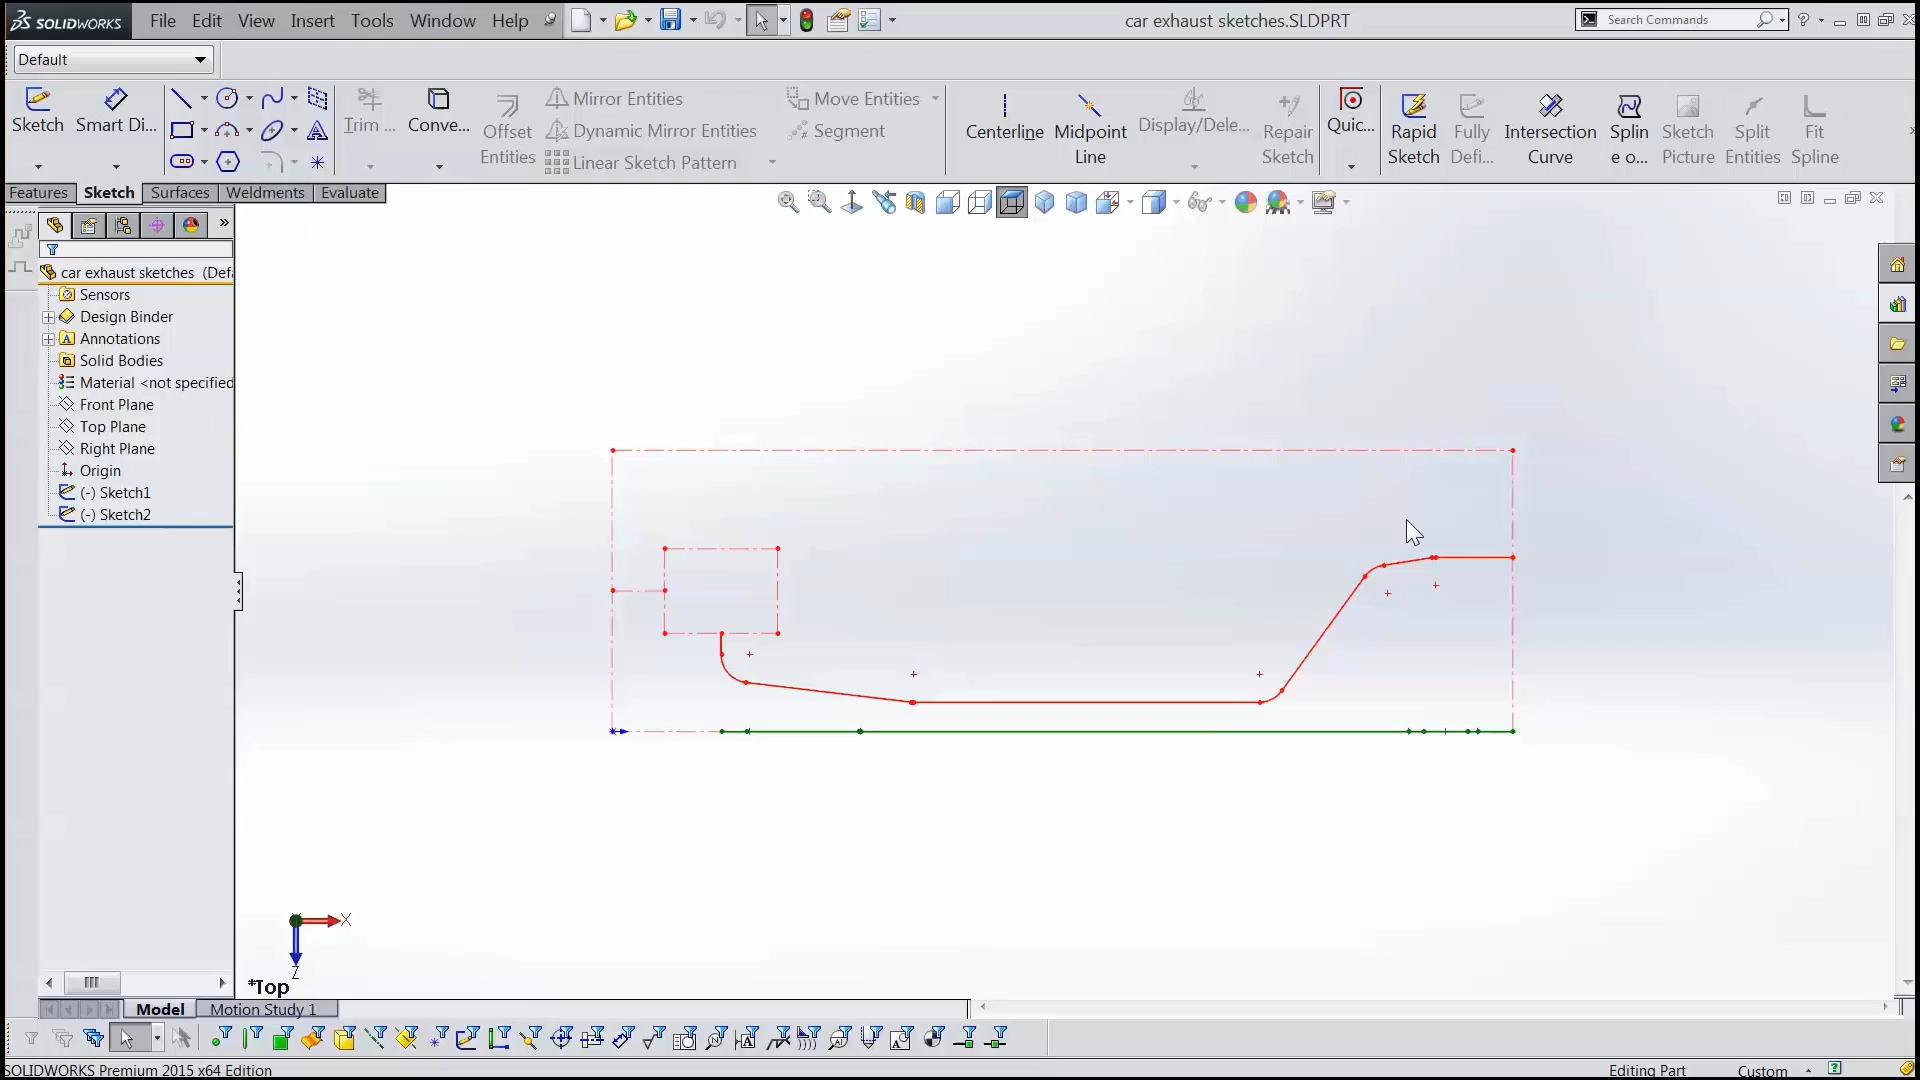 SOLIDWORKS File Edit View Insert Tools Window Help car exhaust sketches.SLDPRT Search Commands
Default
Sketch Smart Di... Trim ... Conve... Offset Entities Mirror Entities Move Entities
Dynamic Mirror Entities Segment
Linear Sketch Pattern
Centerline Midpoint Line Display/Dele... Repair Sketch Quic... Rapid Sketch Fully Defi... Intersection Curve Splin e o... Sketch Picture Split Entities Fit Spline
Features Sketch Surfaces Weldments Evaluate
car exhaust sketches (Defa
Sensors
Design Binder
Annotations
Solid Bodies
Material <not specified
Front Plane
Top Plane
Right Plane
Origin
(-) Sketch1
(-) Sketch2
X
Z
*Top
Model Motion Study 1
SOLIDWORKS Premium 2015 x64 Edition Editing Part Custom